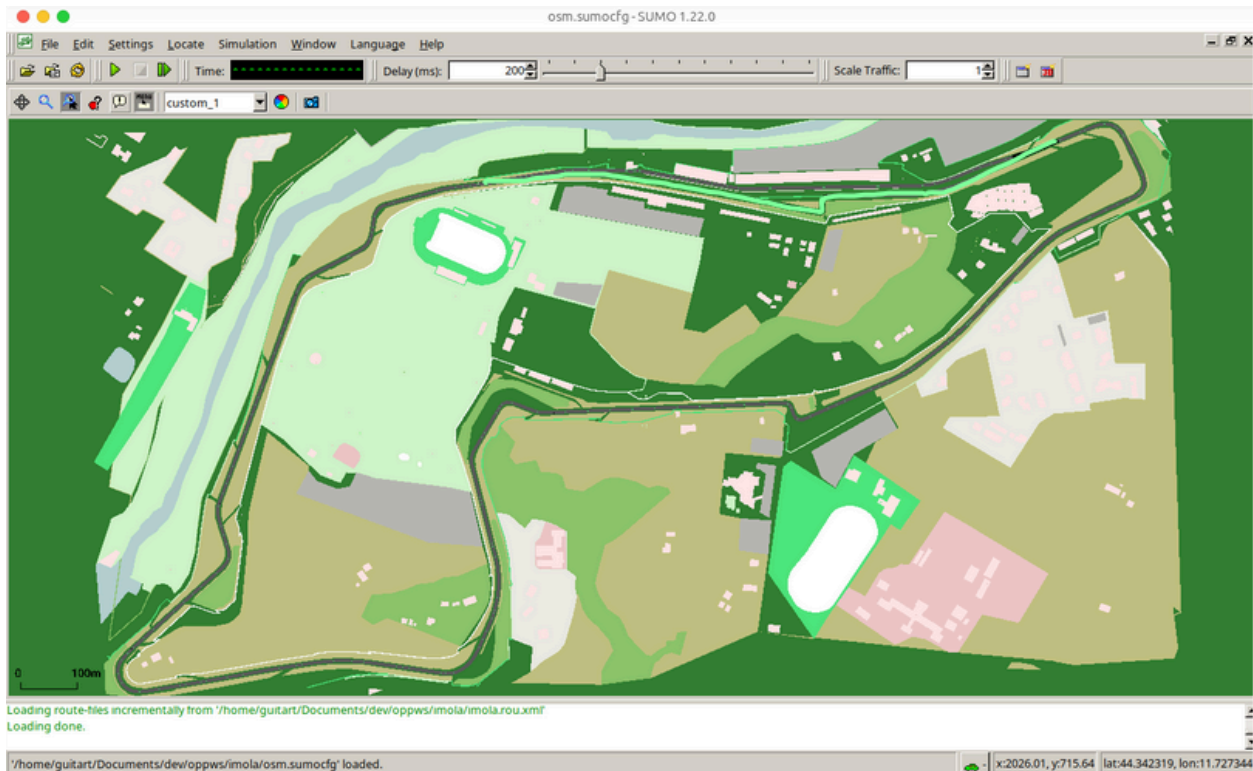 osm.sumocfg - SUMO 1.22.0
File Edit Settings Locate Simulation Window Language Help
Time: Delay (ms): 200 Scale Traffic: 1
custom_1
0 100m
Loading route-files incrementally from '/home/guitart/Documents/dev/oppws/imola/imola.rou.xml'
Loading done.
'/home/guitart/Documents/dev/oppws/imola/osm.sumocfg' loaded. x:2026.01, y:715.64 lat:44.342319, lon:11.727344